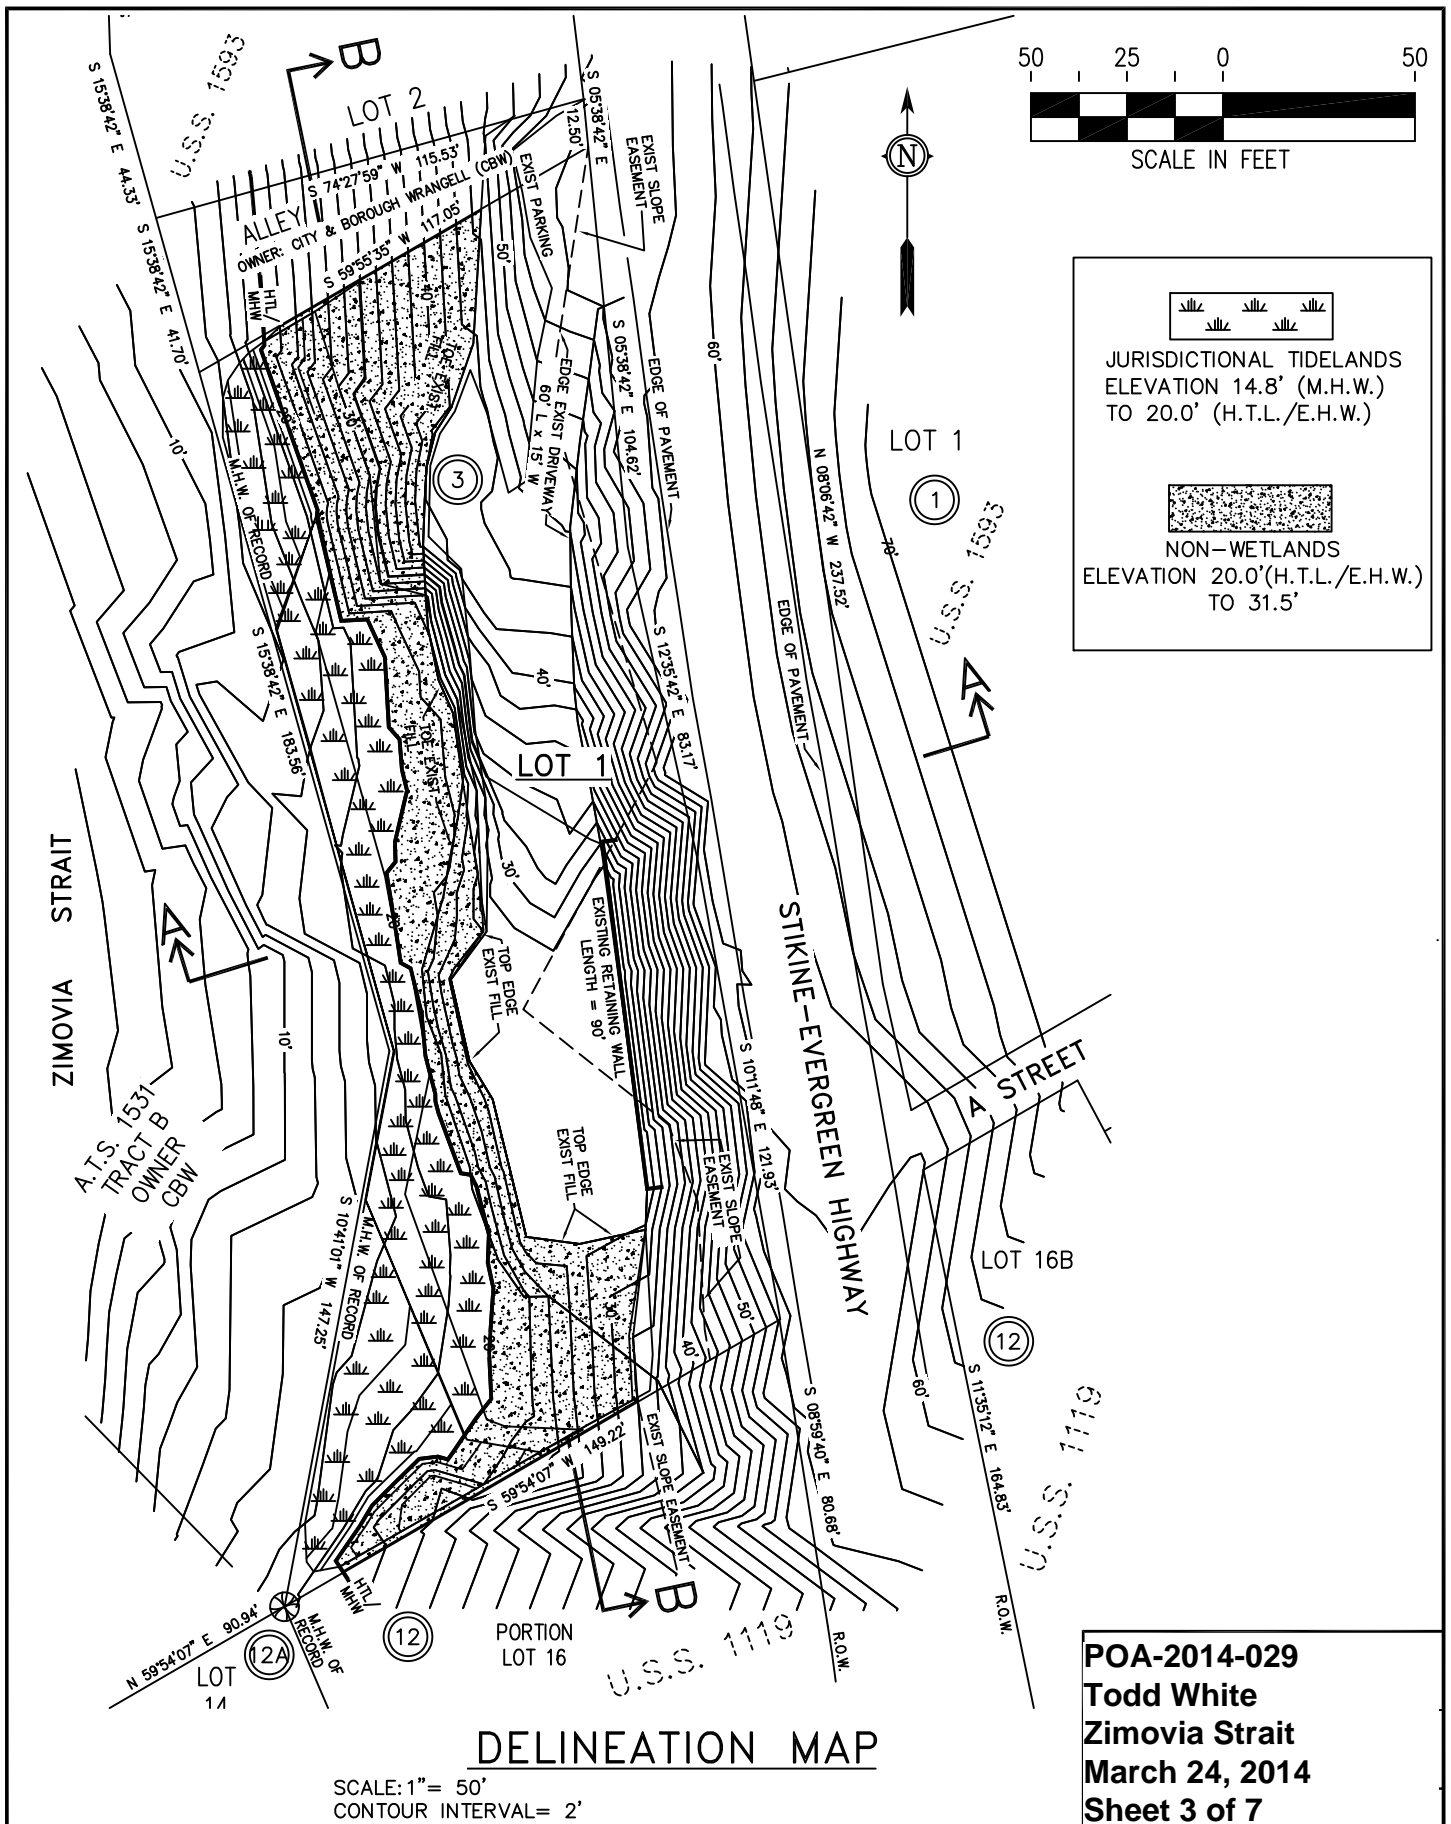 50 25 0 50
SCALE IN FEET
N
U.S.S. 1593
B
LOT 2
S 15°38'42" E 44.33'
S 74°27'59" W 115.53'
ALLEY
OWNER: CITY & BOROUGH WRANGELL (CBW)
S 59°55'35" W 117.05'
12.50'
S 05°38'42" E
EXIST SLOPE
EASEMENT
EXIST PARKING
50'
S 15°38'42" E 41.70'
HTL/
MHW
40'
30'
20'
TOE EXIST
FILL
3
EDGE EXIST DRIVEWAY
60' L x 15' W
S 05°38'42" E 104.62'
EDGE OF PAVEMENT
60'
N 08°06'42" W 237.52'
EDGE OF PAVEMENT
70'
LOT 1
1
U.S.S. 1593
A
JURISDICTIONAL TIDELANDS
ELEVATION 14.8' (M.H.W.)
TO 20.0' (H.T.L./E.H.W.)
NON-WETLANDS
ELEVATION 20.0'(H.T.L./E.H.W.)
TO 31.5'
10'
M.H.W. OF RECORD
S 15°38'42" E 183.56'
40'
LOT 1
TOE EXIST
FILL
S 12°35'42" E 83.17'
30'
20'
ZIMOVIA STRAIT
A
10'
TOP EDGE
EXIST FILL
EXISTING RETAINING WALL
LENGTH = 90'
STIKINE-EVERGREEN HIGHWAY
S 10°11'48" E 121.93'
A STREET
A.T.S. 1531
TRACT B
OWNER
CBW
TOP EDGE
EXIST FILL
EXIST SLOPE
EASEMENT
M.H.W. OF RECORD
S 10°41'01" W 147.25'
LOT 16B
12
20'
30'
40'
50'
60'
S 11°35'12" E 164.83'
U.S.S. 1119
S 08°59'40" E 80.68'
EXIST SLOPE EASEMENT
S 59°54'07" W 149.22'
HTL/
MHW
B
N 59°54'07" E 90.94'
12A
M.H.W. OF
RECORD
12
LOT
14
PORTION
LOT 16
U.S.S. 1119
R.O.W.
R.O.W.
DELINEATION MAP
SCALE: 1"= 50'
CONTOUR INTERVAL= 2'
POA-2014-029
Todd White
Zimovia Strait
March 24, 2014
Sheet 3 of 7